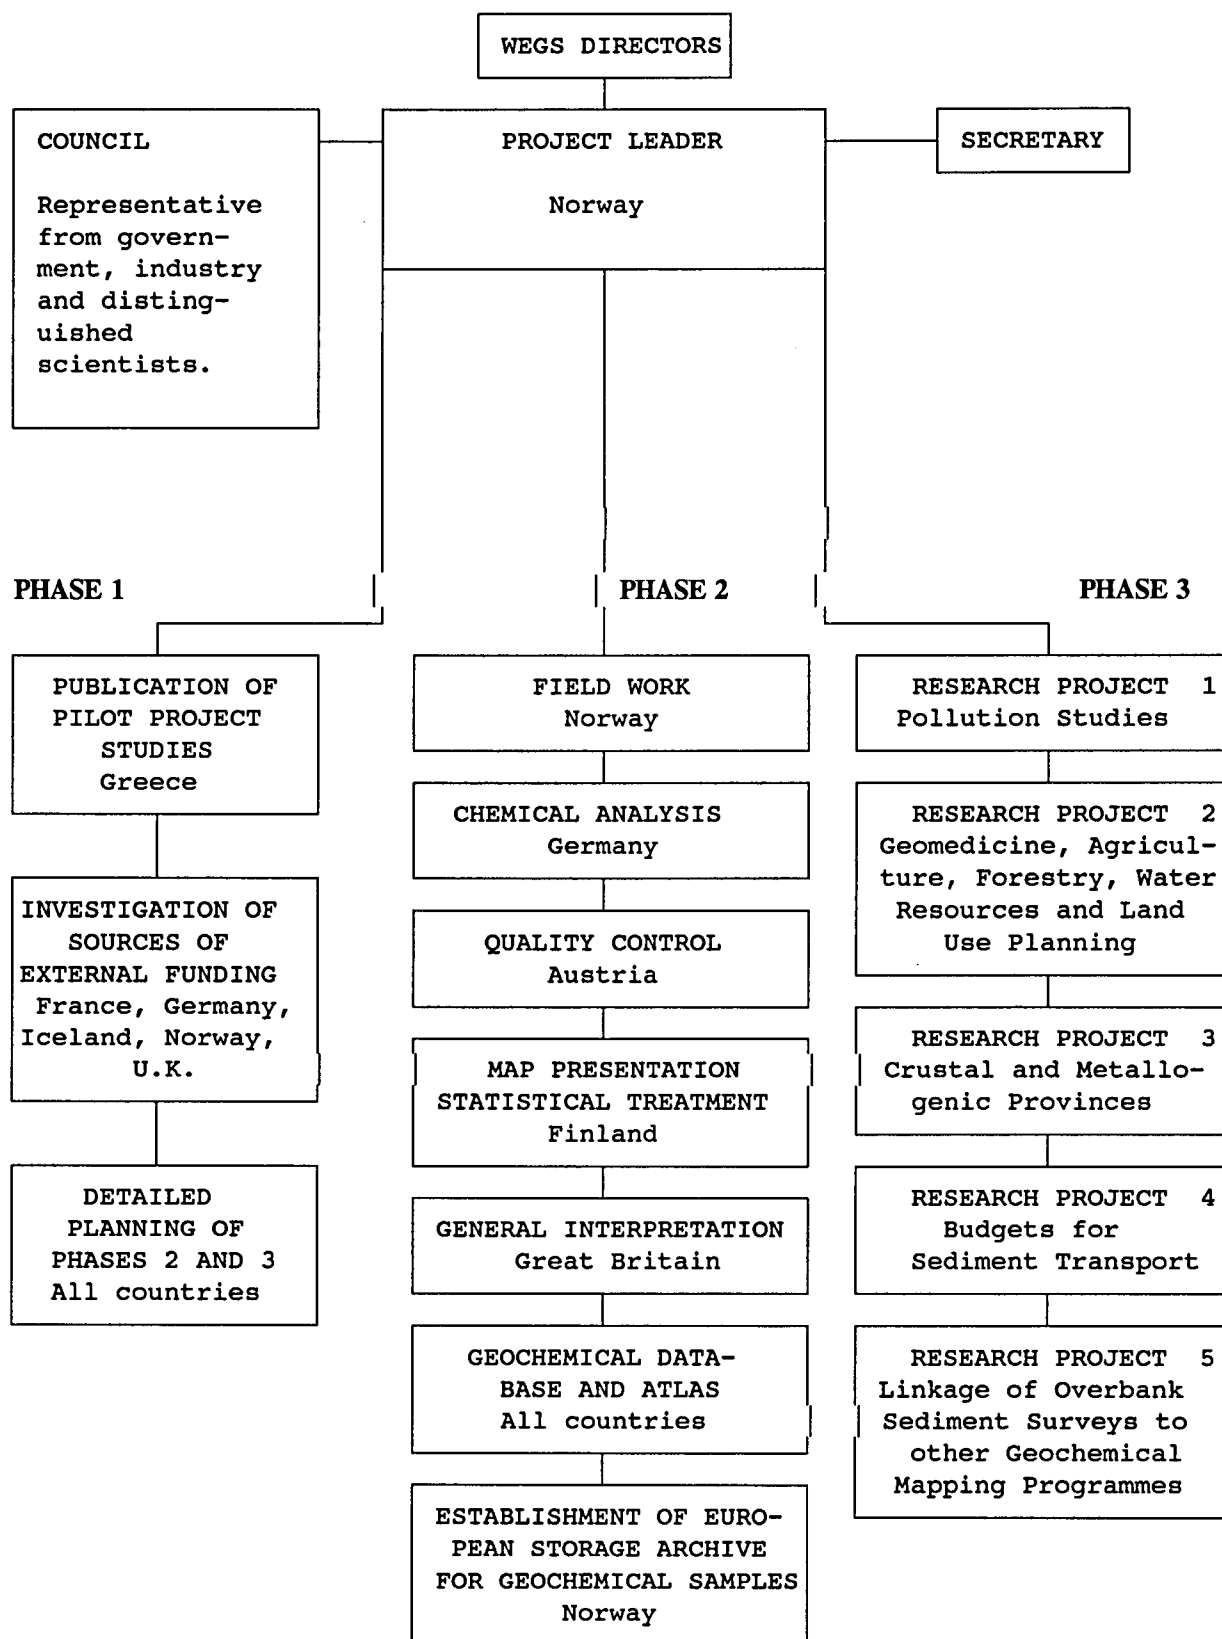 WEGS DIRECTORS
COUNCIL
Representative
from govern-
ment, industry
and disting-
uished
scientists.
PROJECT LEADER
Norway
SECRETARY
PHASE 1
PHASE 2
PHASE 3
PUBLICATION OF
PILOT PROJECT
STUDIES
Greece
INVESTIGATION OF
SOURCES OF
EXTERNAL FUNDING
France, Germany,
Iceland, Norway,
U.K.
DETAILED
PLANNING OF
PHASES 2 AND 3
All countries
FIELD WORK
Norway
CHEMICAL ANALYSIS
Germany
QUALITY CONTROL
Austria
MAP PRESENTATION
STATISTICAL TREATMENT
Finland
GENERAL INTERPRETATION
Great Britain
GEOCHEMICAL DATA-
BASE AND ATLAS
All countries
ESTABLISHMENT OF EURO-
PEAN STORAGE ARCHIVE
FOR GEOCHEMICAL SAMPLES
Norway
RESEARCH PROJECT 1
Pollution Studies
RESEARCH PROJECT 2
Geomedicine, Agricul-
ture, Forestry, Water
Resources and Land
Use Planning
RESEARCH PROJECT 3
Crustal and Metallo-
genic Provinces
RESEARCH PROJECT 4
Budgets for
Sediment Transport
RESEARCH PROJECT 5
Linkage of Overbank
Sediment Surveys to
other Geochemical
Mapping Programmes